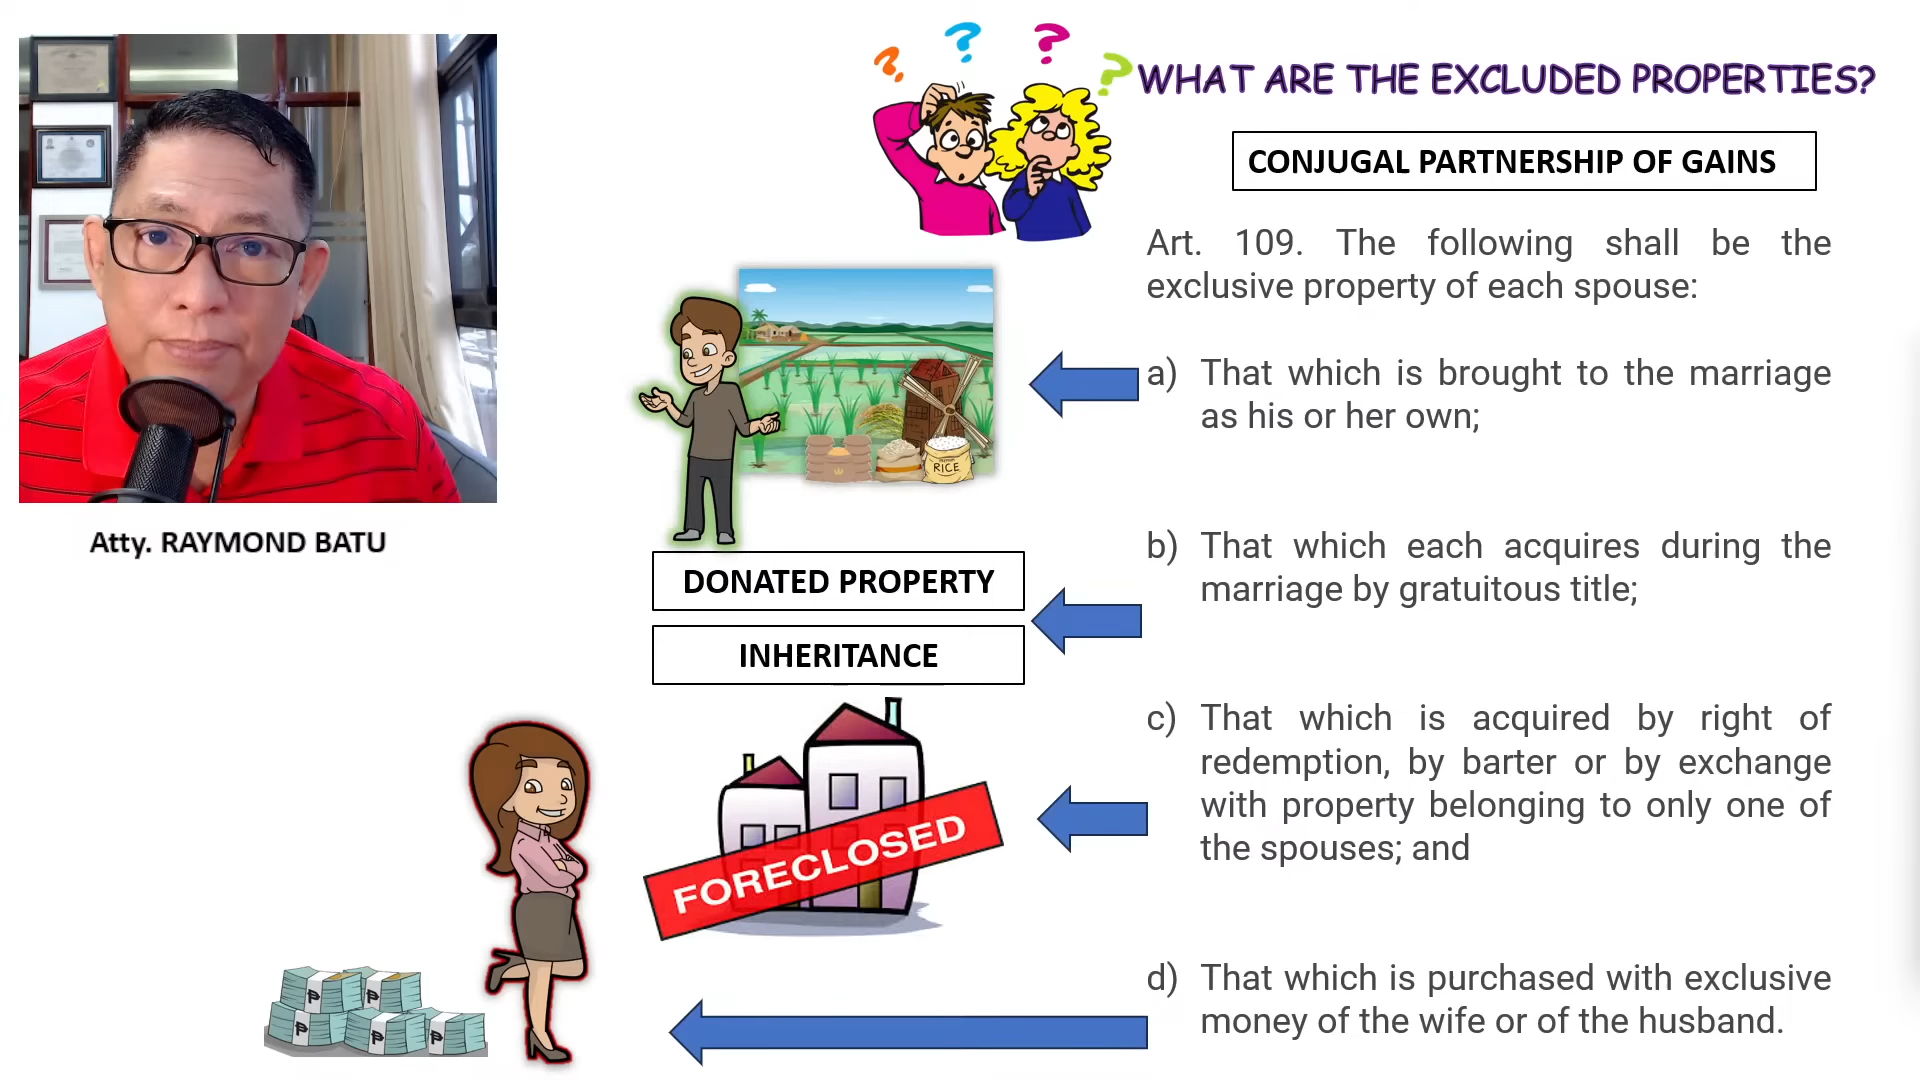 WHAT ARE THE EXCLUDED PROPERTIES?
CONJUGAL PARTNERSHIP OF GAINS
Art. 109. The following shall be the
exclusive property of each spouse:
a) That which is brought to the marriage
as his or her own;
RICE
b) That which each acquires during the
marriage by gratuitous title;
DONATED PROPERTY
INHERITANCE
c) That which is acquired by right of
redemption, by barter or by exchange
with property belonging to only one of
the spouses; and
FORECLOSED
d) That which is purchased with exclusive
money of the wife or of the husband.
Atty. RAYMOND BATU